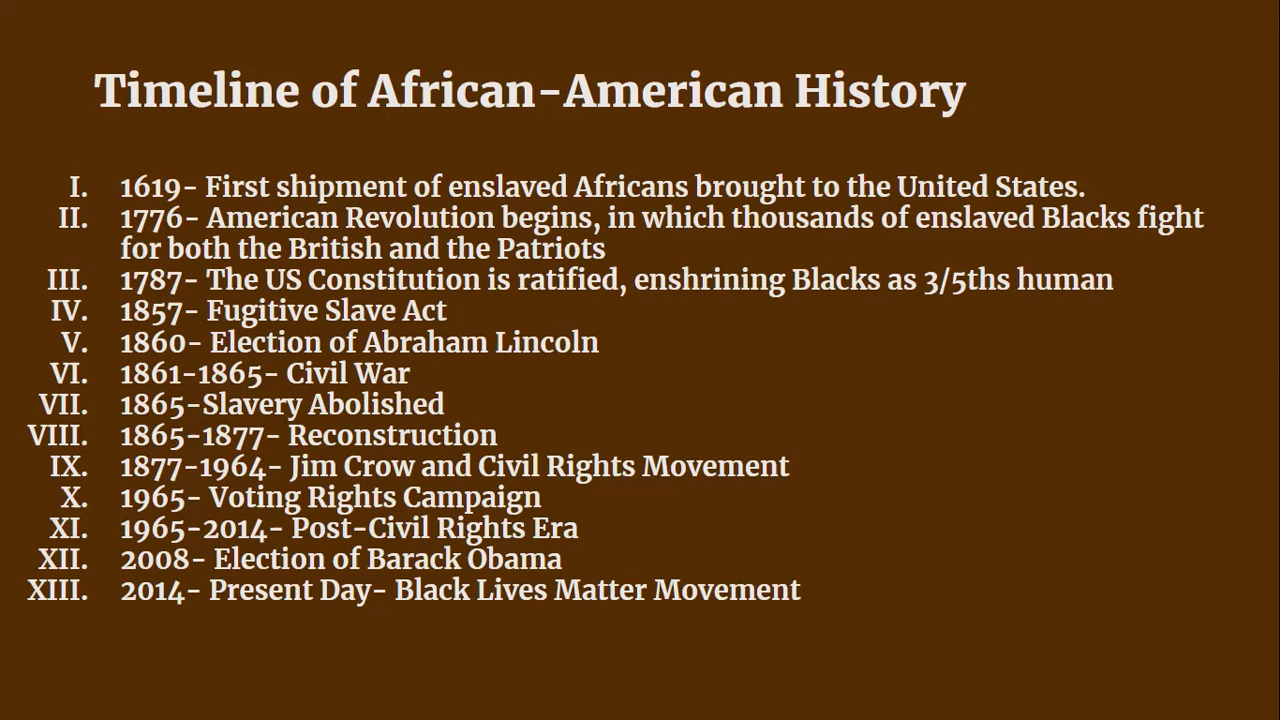 Timeline of African-American History
I. 1619- First shipment of enslaved Africans brought to the United States.
II. 1776- American Revolution begins, in which thousands of enslaved Blacks fight
for both the British and the Patriots
III. 1787- The US Constitution is ratified, enshrining Blacks as 3/5ths human
IV. 1857- Fugitive Slave Act
V. 1860- Election of Abraham Lincoln
VI. 1861-1865- Civil War
VII. 1865-Slavery Abolished
VIII. 1865-1877- Reconstruction
IX. 1877-1964- Jim Crow and Civil Rights Movement
X. 1965- Voting Rights Campaign
XI. 1965-2014- Post-Civil Rights Era
XII. 2008- Election of Barack Obama
XIII. 2014- Present Day- Black Lives Matter Movement